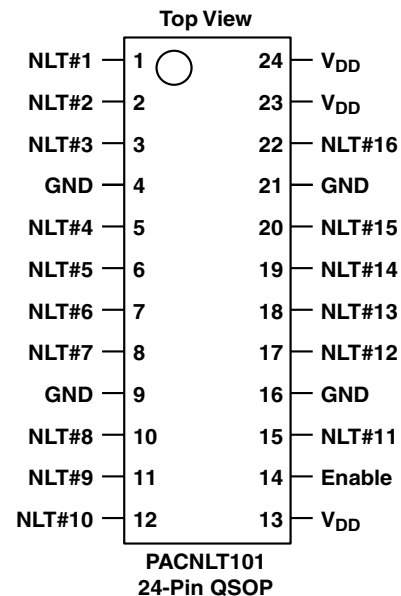 Top View
NLT#1 1 24 VDD
NLT#2 2 23 VDD
NLT#3 3 22 NLT#16
GND 4 21 GND
NLT#4 5 20 NLT#15
NLT#5 6 19 NLT#14
NLT#6 7 18 NLT#13
NLT#7 8 17 NLT#12
GND 9 16 GND
NLT#8 10 15 NLT#11
NLT#9 11 14 Enable
NLT#10 12 13 VDD
PACNLT101
24-Pin QSOP